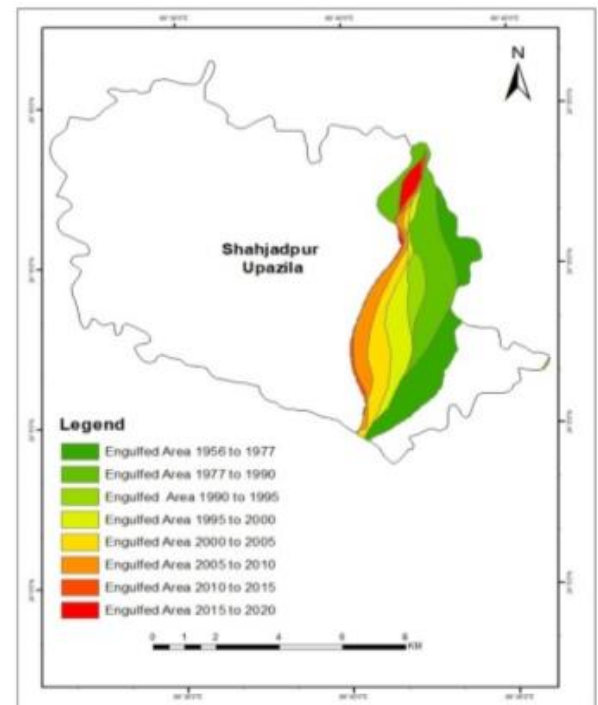 N
Shahjadpur
Upazila
Legend
Engulfed Area 1956 to 1977
Engulfed Area 1977 to 1990
Engulfed Area 1990 to 1995
Engulfed Area 1995 to 2000
Engulfed Area 2000 to 2005
Engulfed Area 2005 to 2010
Engulfed Area 2010 to 2015
Engulfed Area 2015 to 2020
0 1 2 4 6 8
KM